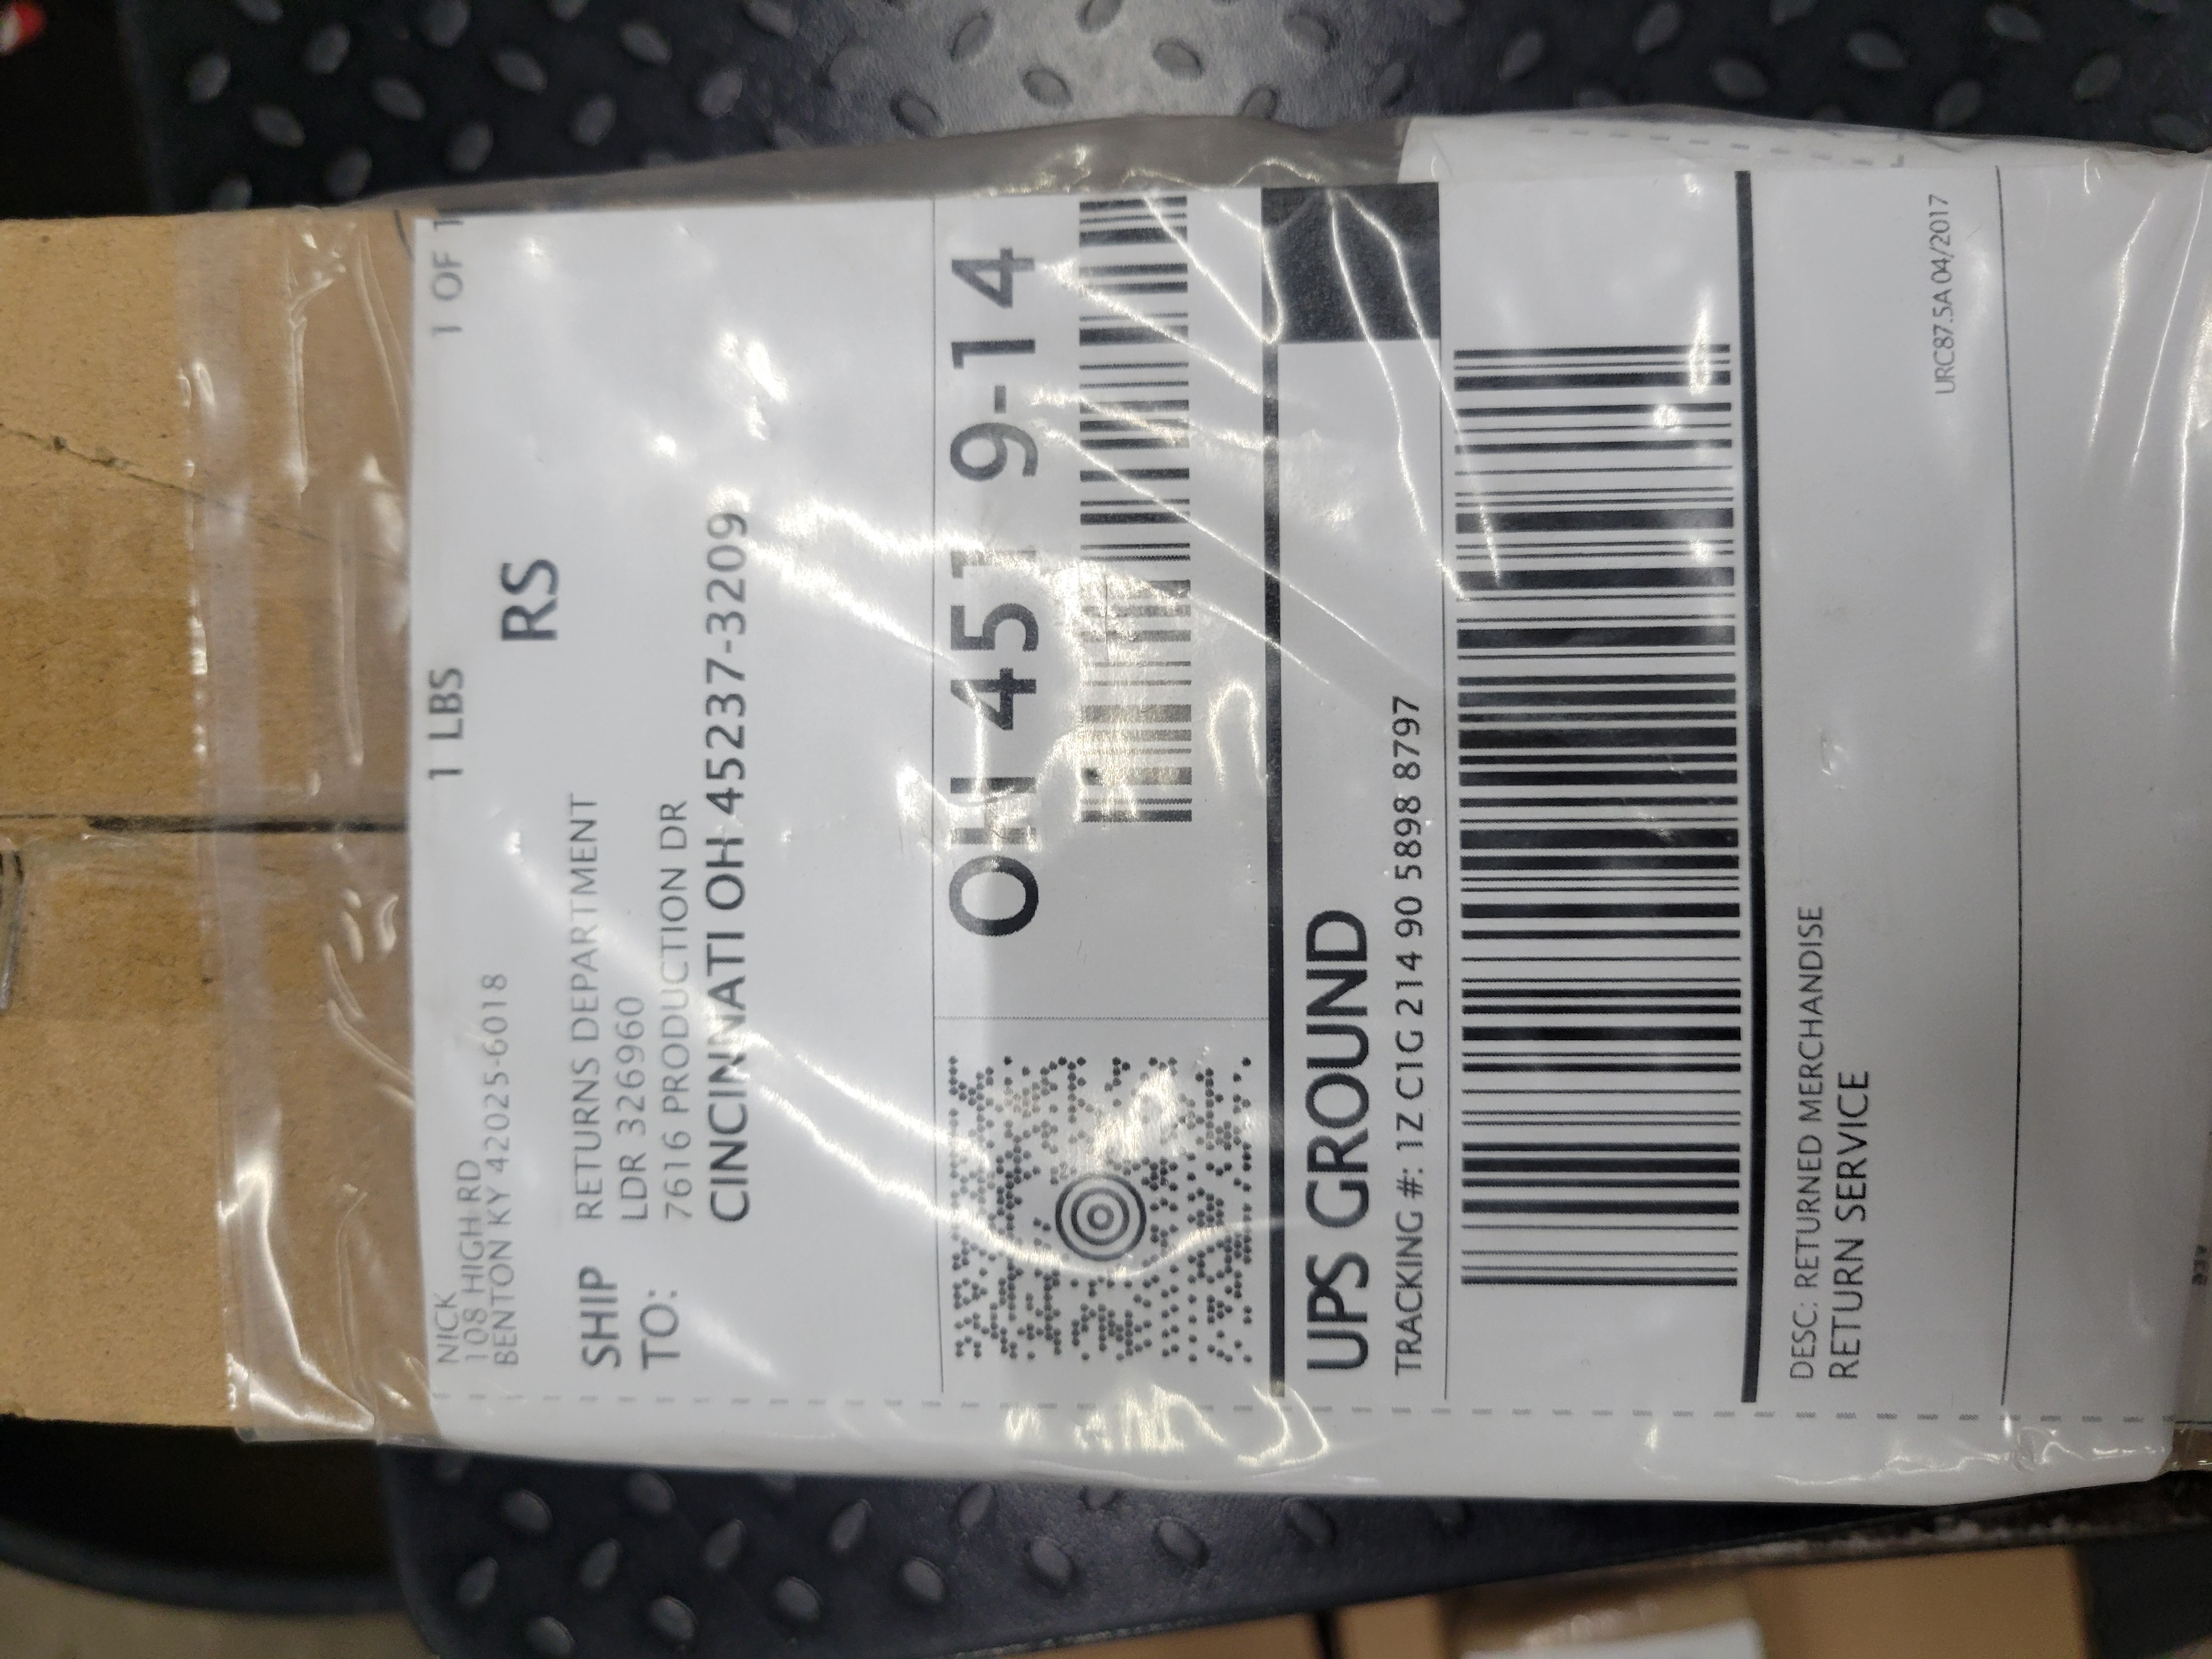 NICK
108 HIGH RD
BENTON KY 42025-6018
1 LBS
1 OF 1
RS
SHIP TO:
RETURNS DEPARTMENT
LDR 326960
7616 PRODUCTION DR
CINCINNATI OH 45237-3209
OH 451 9-14
UPS GROUND
TRACKING #: 1Z C1G 214 90 5898 8797
DESC: RETURNED MERCHANDISE
RETURN SERVICE
URC87.5A 04/2017